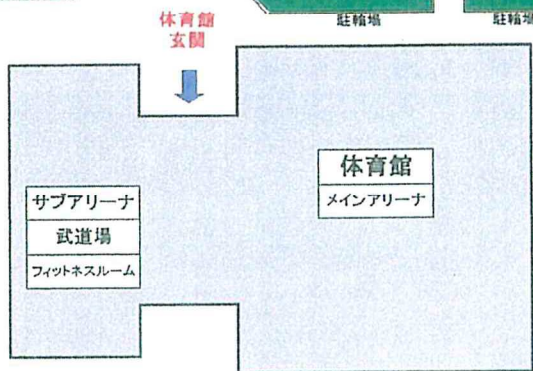 駐輪場
駐輪場
体育館
玄関
体育館
メインアリーナ
サブアリーナ
武道場
フィットネスルーム